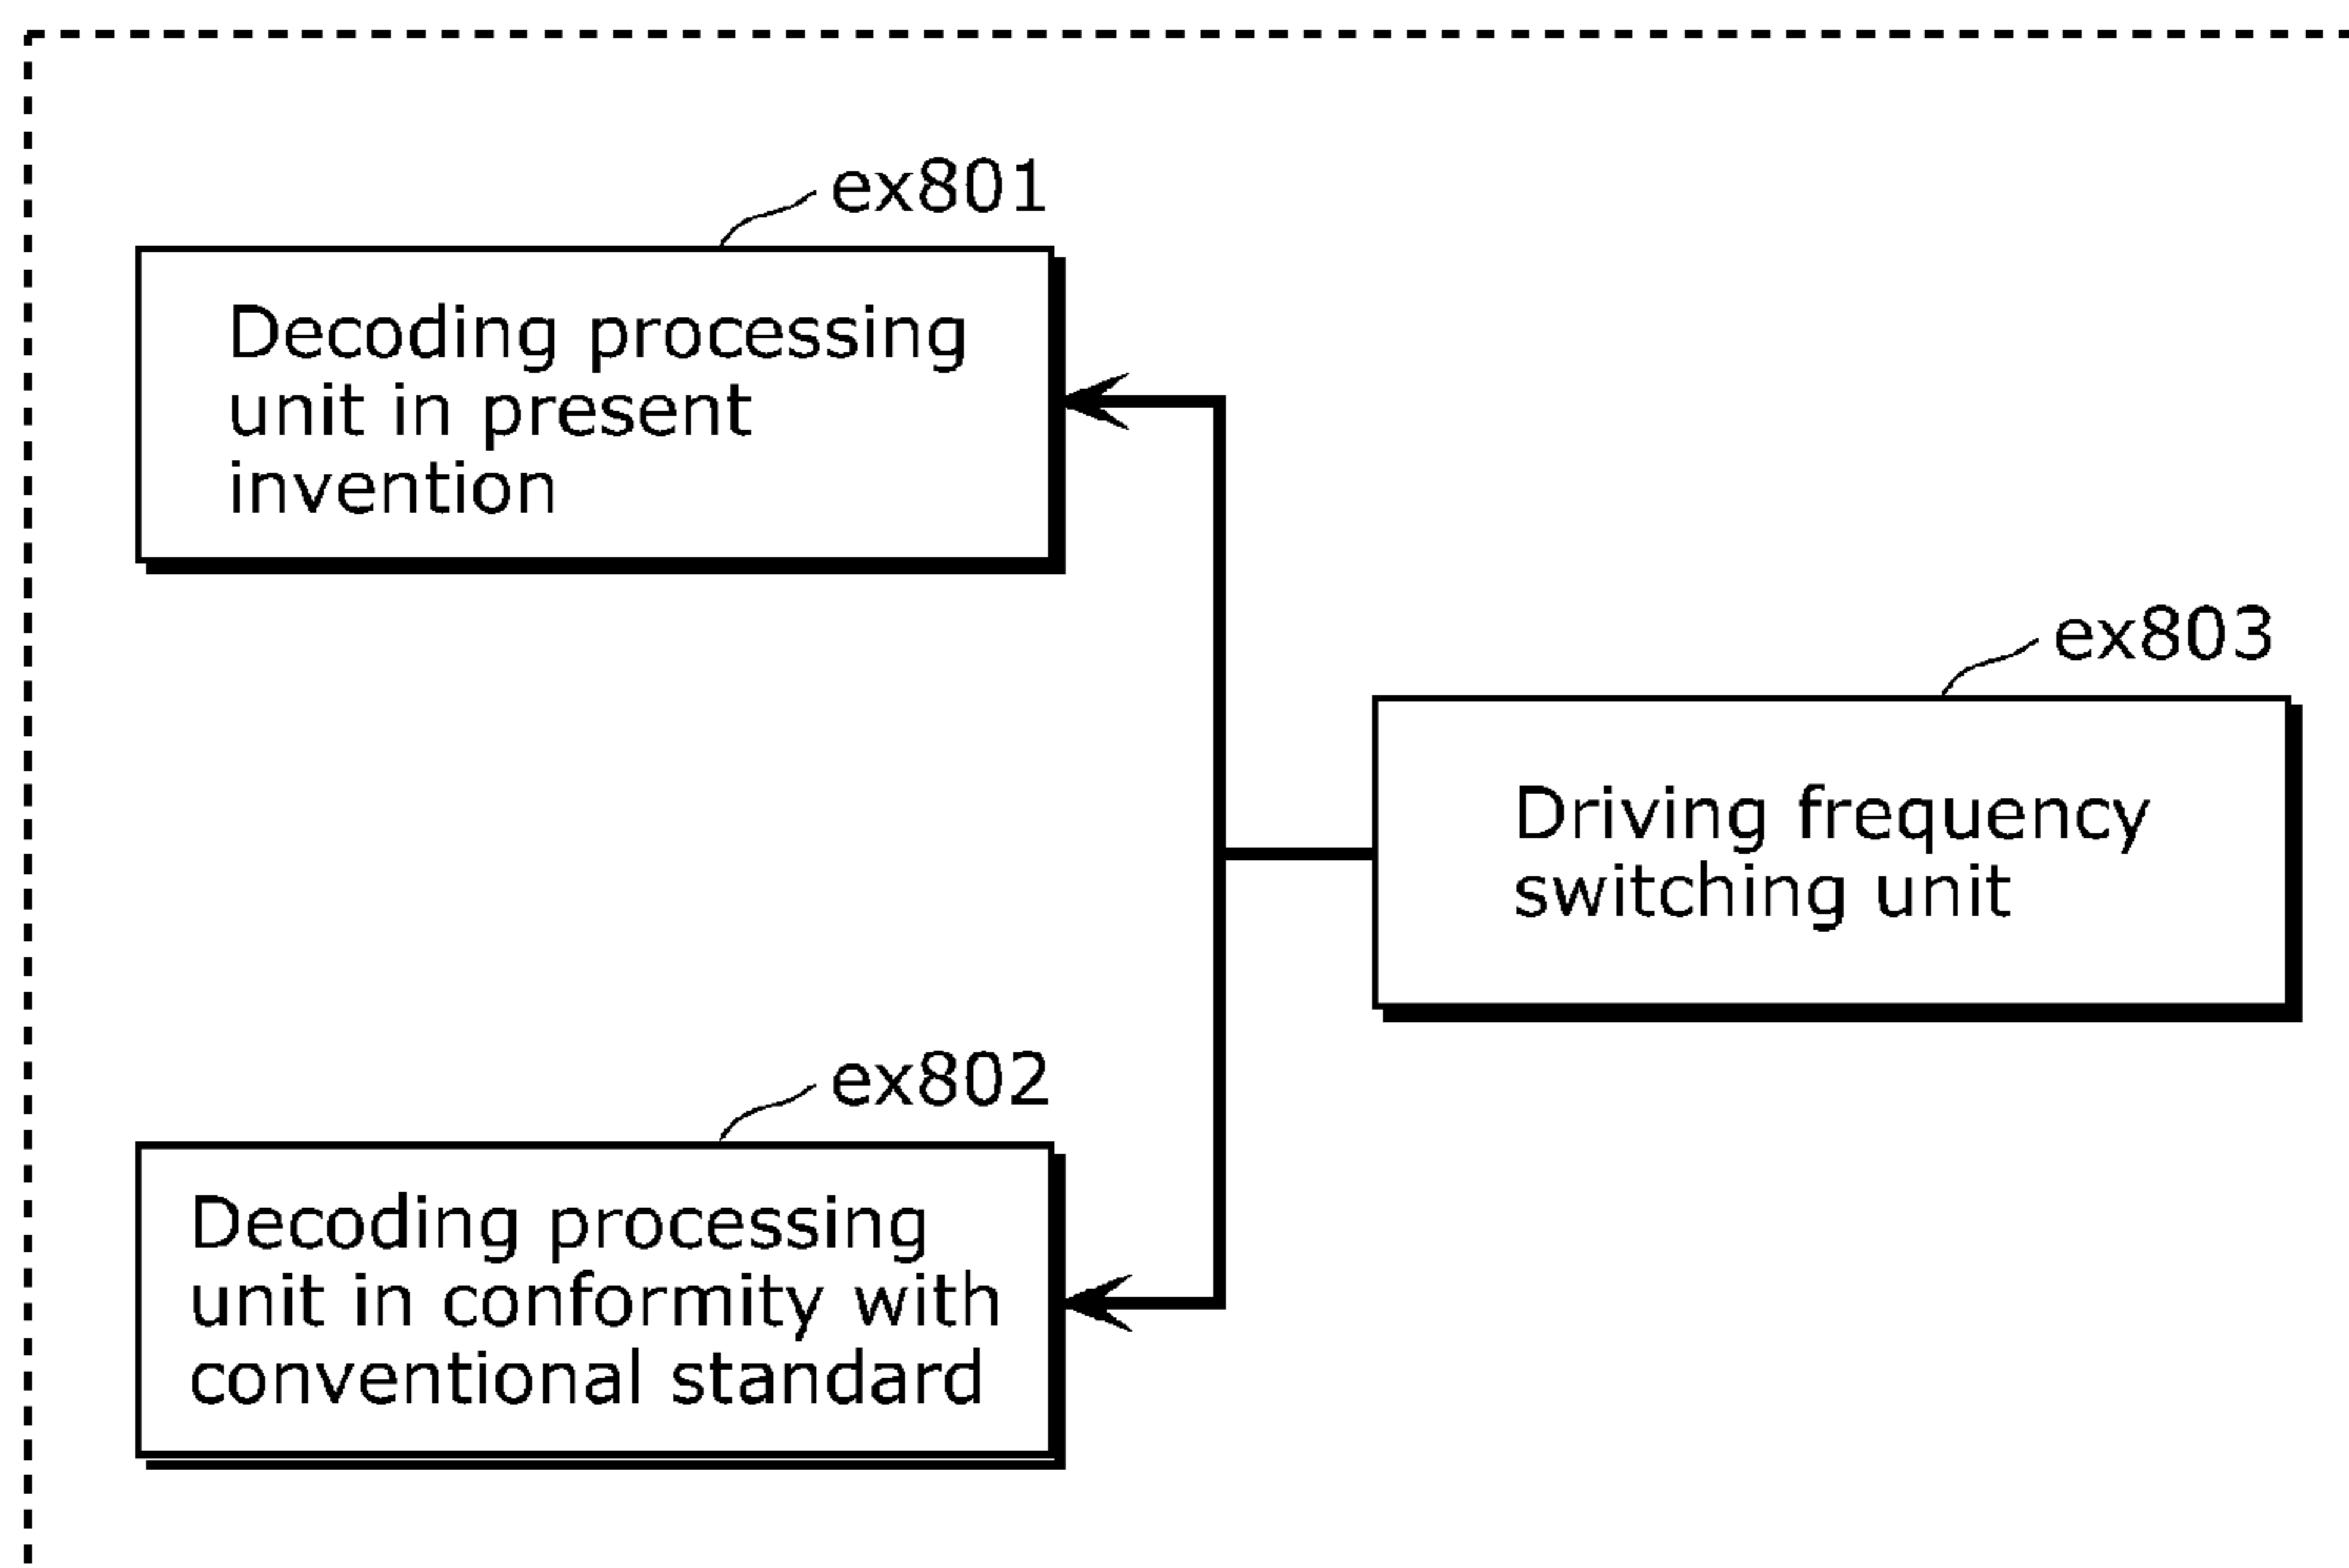 ex801
Decoding processing
unit in present
invention
ex803
Driving frequency
switching unit
ex802
Decoding processing
unit in conformity with
conventional standard